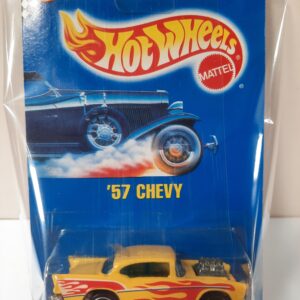 Hot Wheels
®
MATTEL
'57 CHEVY